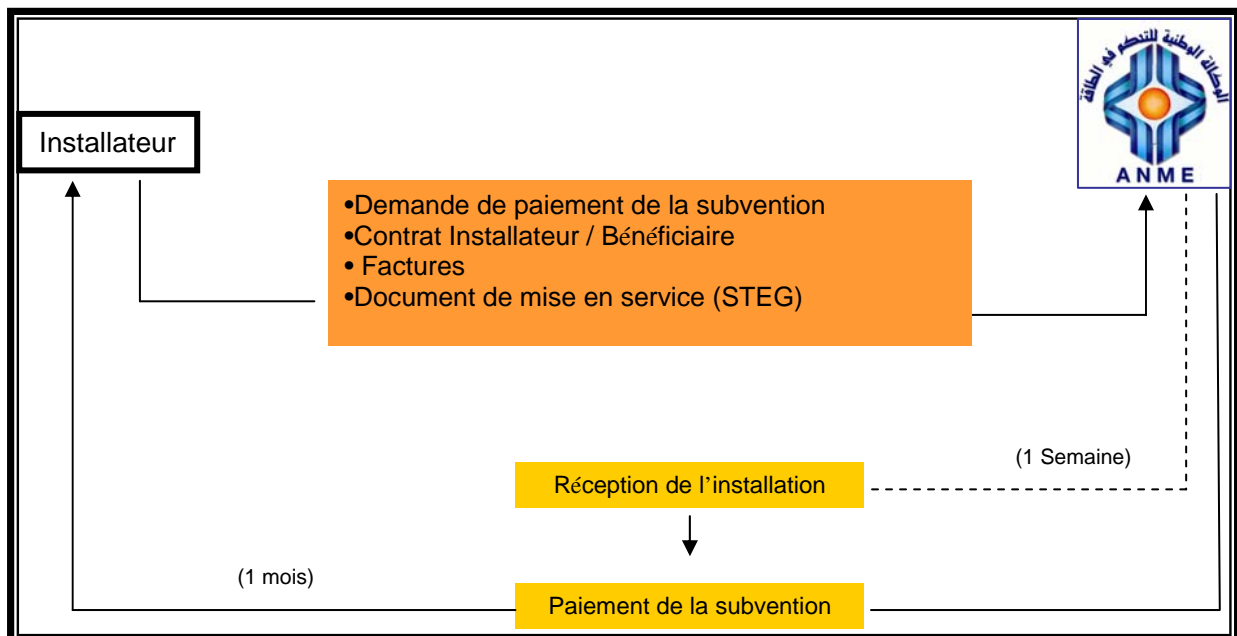 الوكالة الوطنية للتحكم في الطاقة
ANME
Installateur
•Demande de paiement de la subvention
•Contrat Installateur / Bénéficiaire
• Factures
•Document de mise en service (STEG)
(1 Semaine)
Réception de l’installation
(1 mois)
Paiement de la subvention